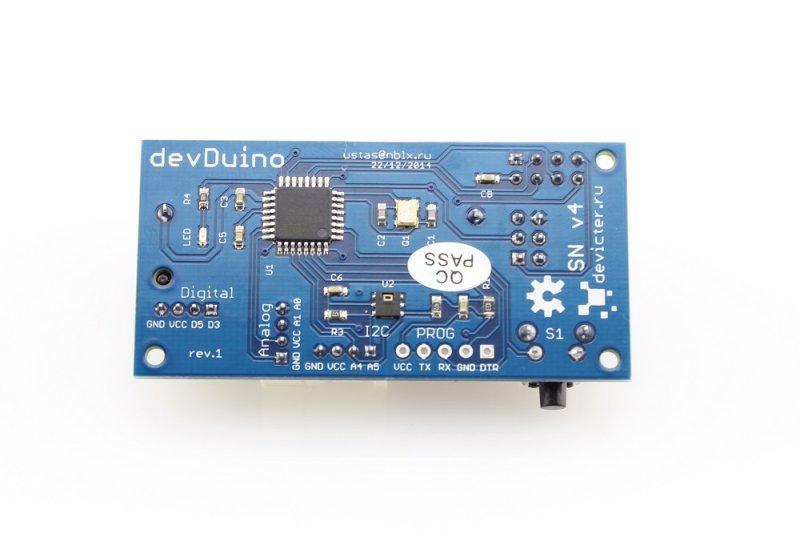 devDuino
ustas@nblx.ru
22/12/2014
R4
C3
C8
LED
C5
C2
Q1
C1
SN v4
devicter.ru
U1
QC
PASS
C6
U2
Digital
GND VCC D5 D3
Analog
GND VCC A1 A0
R3
I2C
PROG
S1
rev.1
GND VCC A4 A5
VCC TX RX GND DTR